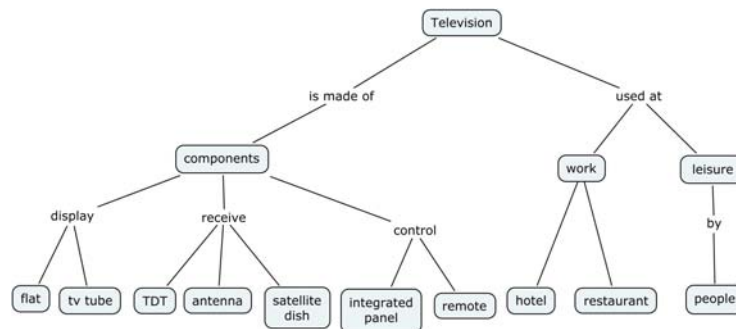 Television
is made of
used at
components
work
leisure
display
receive
control
by
flat
tv tube
TDT
antenna
satellite
dish
integrated
panel
remote
hotel
restaurant
people